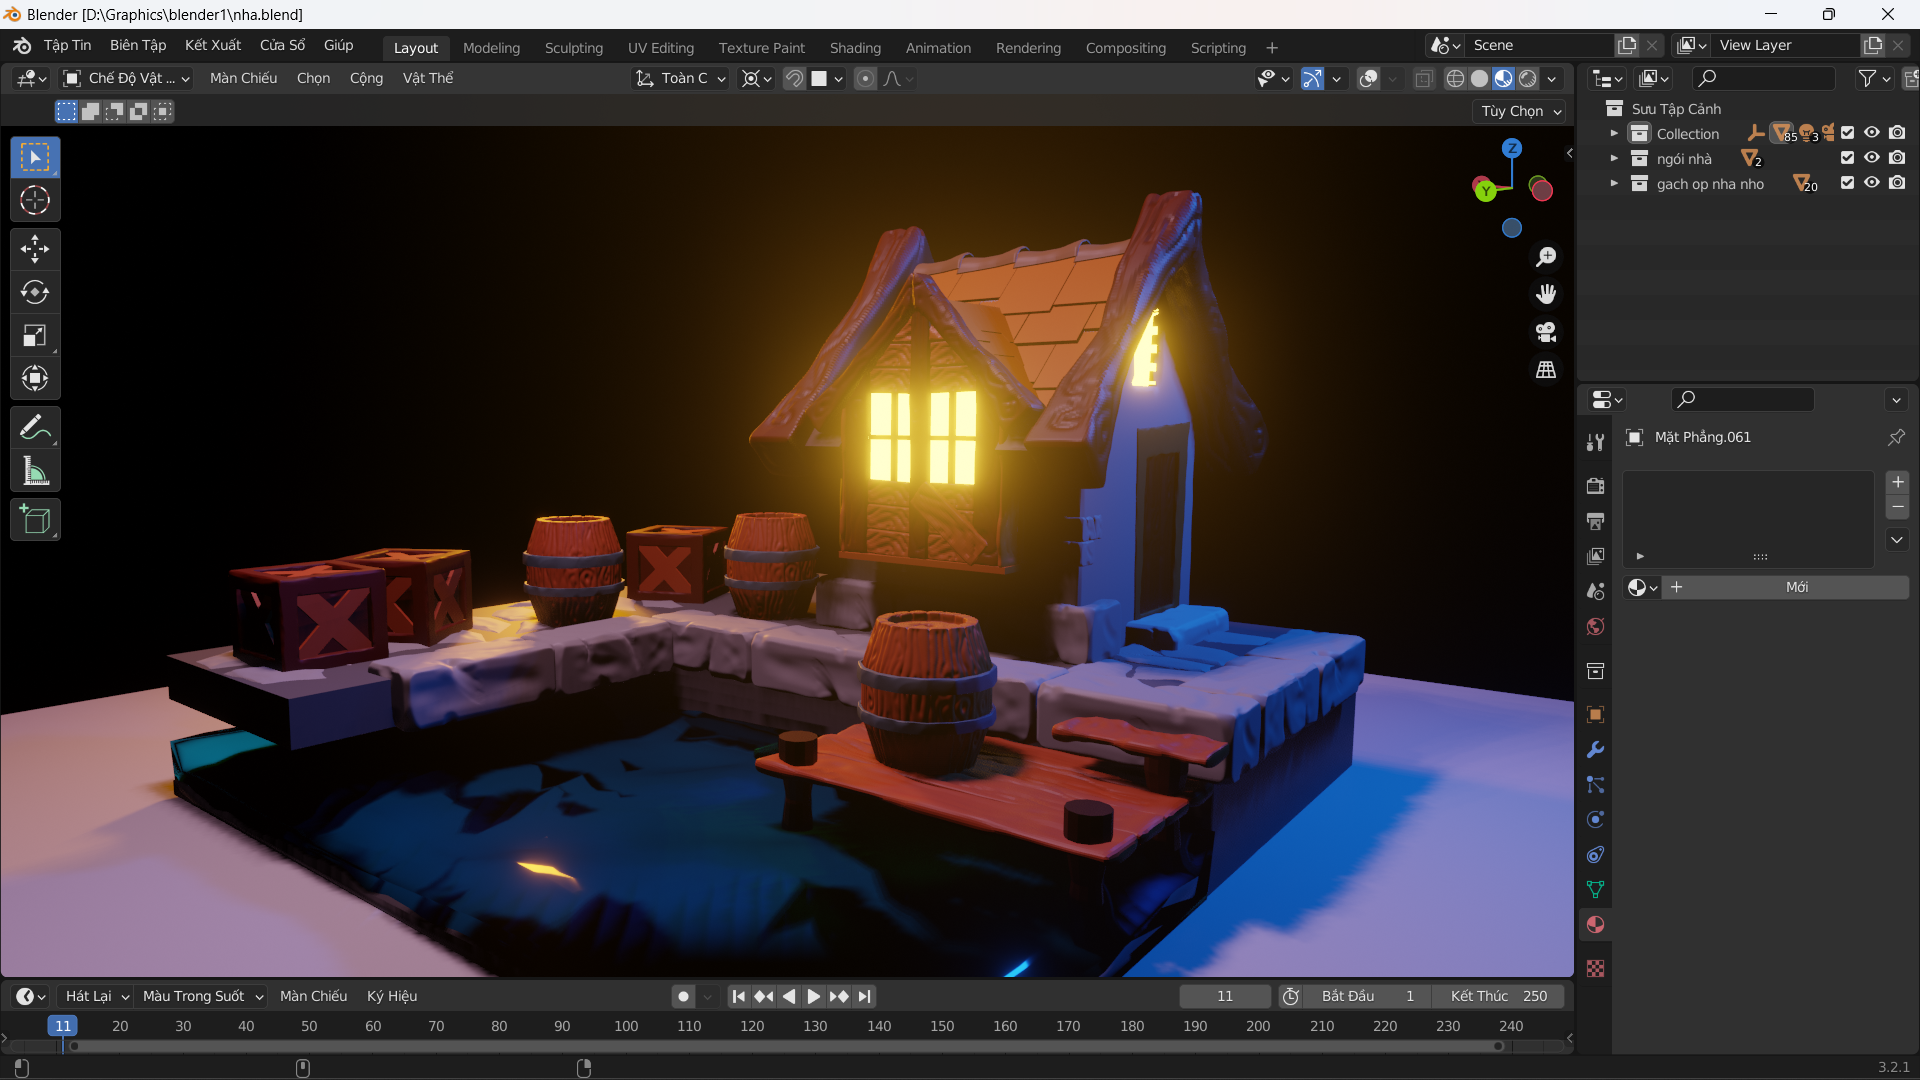 Blender [D:\Graphics\blender1\nha.blend]
Tập Tin Biên Tập Kết Xuất Cửa Sổ Giúp Layout Modeling Sculpting UV Editing Texture Paint Shading Animation Rendering Compositing Scripting + Scene View Layer
Chế Độ Vật ... Màn Chiếu Chọn Cộng Vật Thể Toàn C
Tùy Chọn
Sưu Tập Cảnh
Collection 85 3
ngói nhà 2
gach op nha nho 20
Z
Y
Mặt Phẳng.061
Mới
Hát Lại Màu Trong Suốt Màn Chiếu Ký Hiệu 11 Bắt Đầu 1 Kết Thúc 250
11 20 30 40 50 60 70 80 90 100 110 120 130 140 150 160 170 180 190 200 210 220 230 240
3.2.1